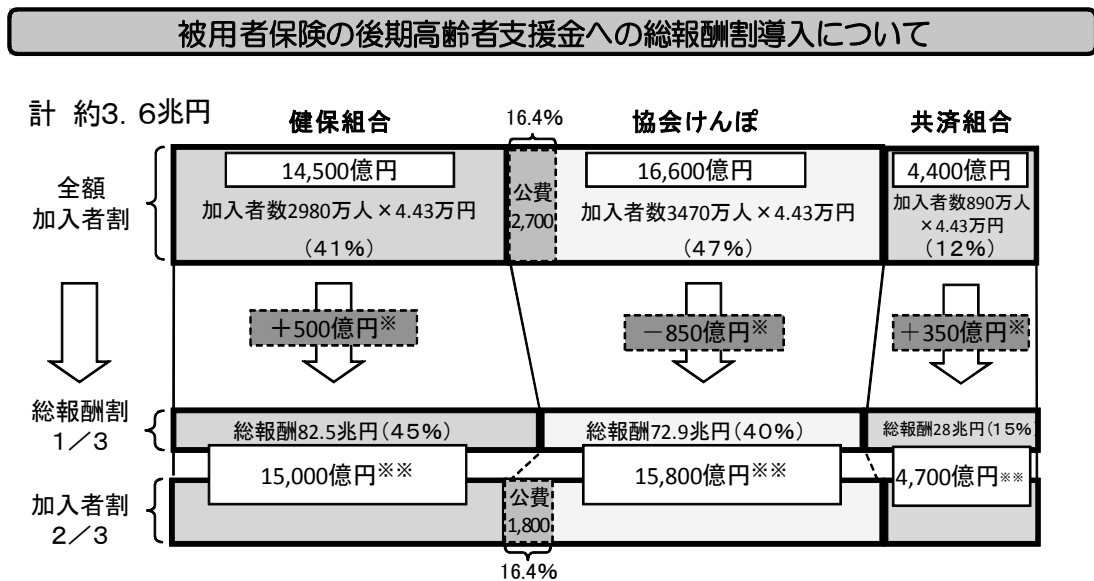 被用者保険の後期高齢者支援金への総報酬割導入について
計 約3. 6兆円
健保組合
16.4%
協会けんぽ
共済組合
全額
加入者割
14,500億円
加入者数2980万人×4.43万円
(41%)
公費
2,700
16,600億円
加入者数3470万人×4.43万円
(47%)
4,400億円
加入者数890万人
×4.43万円
(12%)
+500億円※
-850億円※
+350億円※
総報酬割
1/3
総報酬82.5兆円(45%)
総報酬72.9兆円(40%)
総報酬28兆円(15%
15,000億円※※
15,800億円※※
4,700億円※※
加入者割
2/3
公費
1,800
16.4%